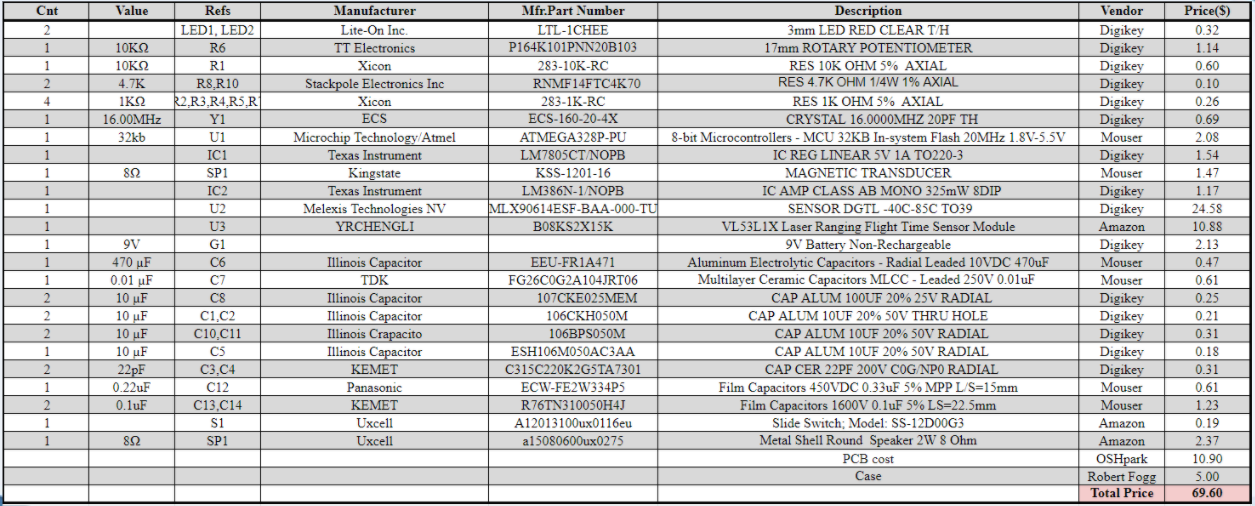 Cnt Value Refs Manufacturer Mfr.Part Number Description Vendor Price($)
2 LED1, LED2 Lite-On Inc. LTL-1CHEE 3mm LED RED CLEAR T/H Digikey 0.32
1 10KΩ R6 TT Electronics P164K101PNN20B103 17mm ROTARY POTENTIOMETER Digikey 1.14
1 10KΩ R1 Xicon 283-10K-RC RES 10K OHM 5% AXIAL Digikey 0.60
2 4.7K R8,R10 Stackpole Electronics Inc RNMF14FTC4K70 RES 4.7K OHM 1/4W 1% AXIAL Digikey 0.10
4 1KΩ R2,R3,R4,R5,R Xicon 283-1K-RC RES 1K OHM 5% AXIAL Digikey 0.26
1 16.00MHz Y1 ECS ECS-160-20-4X CRYSTAL 16.0000MHZ 20PF TH Digikey 0.69
1 32kb U1 Microchip Technology/Atmel ATMEGA328P-PU 8-bit Microcontrollers - MCU 32KB In-system Flash 20MHz 1.8V-5.5V Mouser 2.08
1 IC1 Texas Instrument LM7805CT/NOPB IC REG LINEAR 5V 1A TO220-3 Digikey 1.54
1 8Ω SP1 Kingstate KSS-1201-16 MAGNETIC TRANSDUCER Mouser 1.47
1 IC2 Texas Instrument LM386N-1/NOPB IC AMP CLASS AB MONO 325mW 8DIP Digikey 1.17
1 U2 Melexis Technologies NV MLX90614ESF-BAA-000-TU SENSOR DGTL -40C-85C TO39 Digikey 24.58
1 U3 YRCHENGLI B08KS2X15K VL53L1X Laser Ranging Flight Time Sensor Module Amazon 10.88
1 9V G1 9V Battery Non-Rechargeable Digikey 2.13
1 470 µF C6 Illinois Capacitor EEU-FR1A471 Aluminum Electrolytic Capacitors - Radial Leaded 10VDC 470uF Mouser 0.47
1 0.01 µF C7 TDK FG26C0G2A104JRT06 Multilayer Ceramic Capacitors MLCC - Leaded 250V 0.01uF Mouser 0.61
2 10 µF C8 Illinois Capacitor 107CKE025MEM CAP ALUM 100UF 20% 25V RADIAL Digikey 0.25
2 10 µF C1,C2 Illinois Capacitor 106CKH050M CAP ALUM 10UF 20% 50V THRU HOLE Digikey 0.21
2 10 µF C10,C11 Illinois Crapacito 106BPS050M CAP ALUM 10UF 20% 50V RADIAL Digikey 0.31
1 10 µF C5 Illinois Capacitor ESH106M050AC3AA CAP ALUM 10UF 20% 50V RADIAL Digikey 0.18
2 22pF C3,C4 KEMET C315C220K2G5TA7301 CAP CER 22PF 200V C0G/NP0 RADIAL Digikey 0.31
1 0.22uF C12 Panasonic ECW-FE2W334P5 Film Capacitors 450VDC 0.33uF 5% MPP L/S=15mm Mouser 0.61
2 0.1uF C13,C14 KEMET R76TN310050H4J Film Capacitors 1600V 0.1uF 5% LS=22.5mm Mouser 1.23
1 S1 Uxcell A12013100ux0116eu Slide Switch; Model: SS-12D00G3 Amazon 0.19
1 8Ω SP1 Uxcell a15080600ux0275 Metal Shell Round Speaker 2W 8 Ohm Amazon 2.37
PCB cost OSHpark 10.90
Case Robert Fogg 5.00
Total Price 69.60